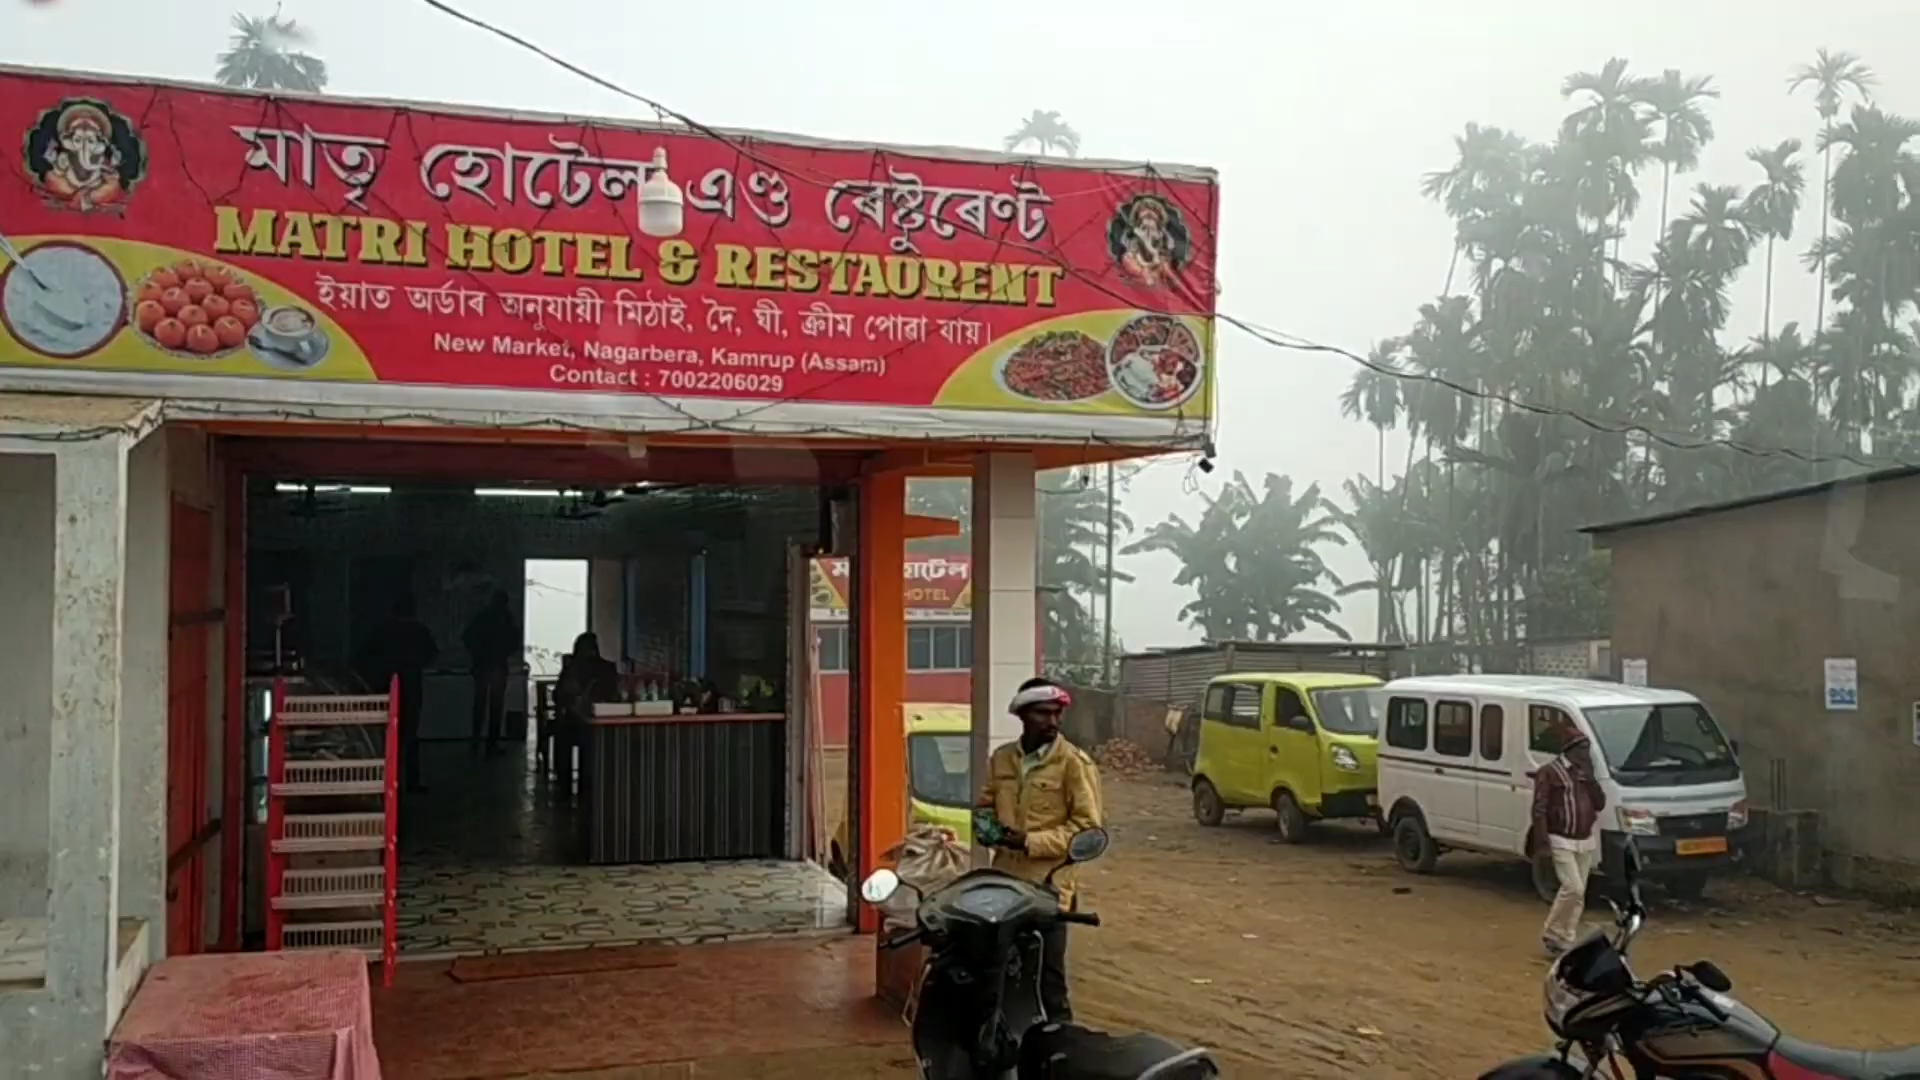 মাতৃ হোটেল এণ্ড ৰেষ্টুৰেণ্ট
MATRI HOTEL & RESTAURENT
ইয়াত অৰ্ডাৰ অনুযায়ী মিঠাই, দৈ, ঘী, ক্ৰীম পোৱা যায়।
New Market, Nagarbera, Kamrup (Assam)
Contact : 7002206029
হোটেল
HOTEL